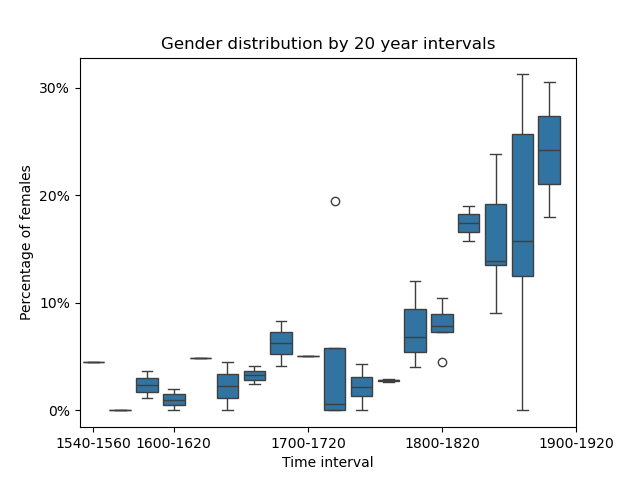 Gender distribution by 20 year intervals
30%
20%
10%
0%
Percentage of females
1540-1560 1600-1620 1700-1720 1800-1820 1900-1920
Time interval